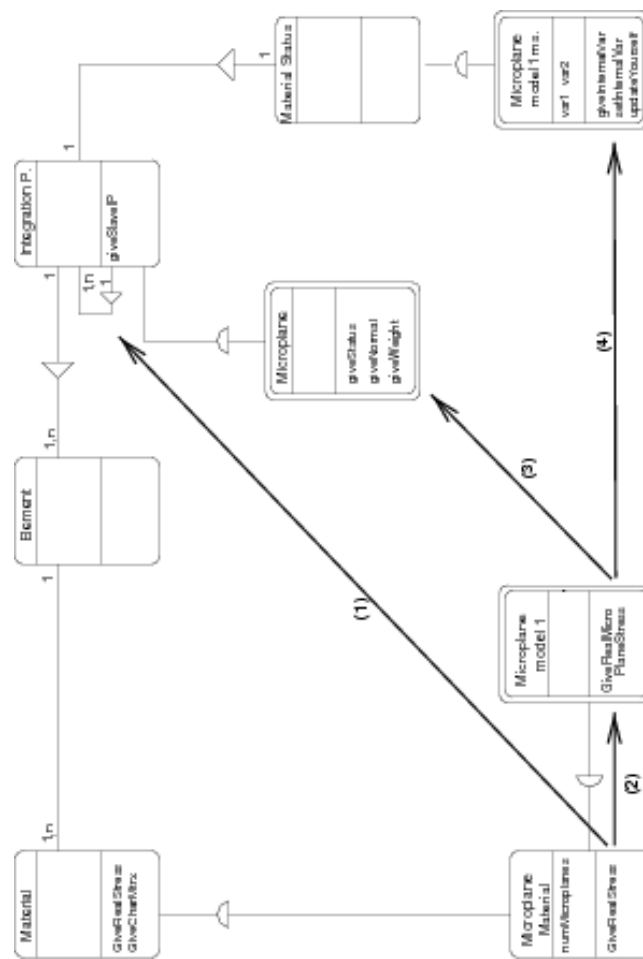 Material
GiveRealStress
GiveCharMtrx
1,n
1
Element
1,n
1
Integration P.
giveSlaveIP
1,n
1
1
1
Material Status
Microplane
giveStatus
giveNormal
giveWeight
(1)
(3)
Microplane
Material
numMicroplanes
GiveRealStress
(2)
Microplane
model 1
GiveRealMicro
PlaneStress
(4)
Microplane
model 1 ms.
var1 var2
giveInternalVar
setInternalVar
updateYourself